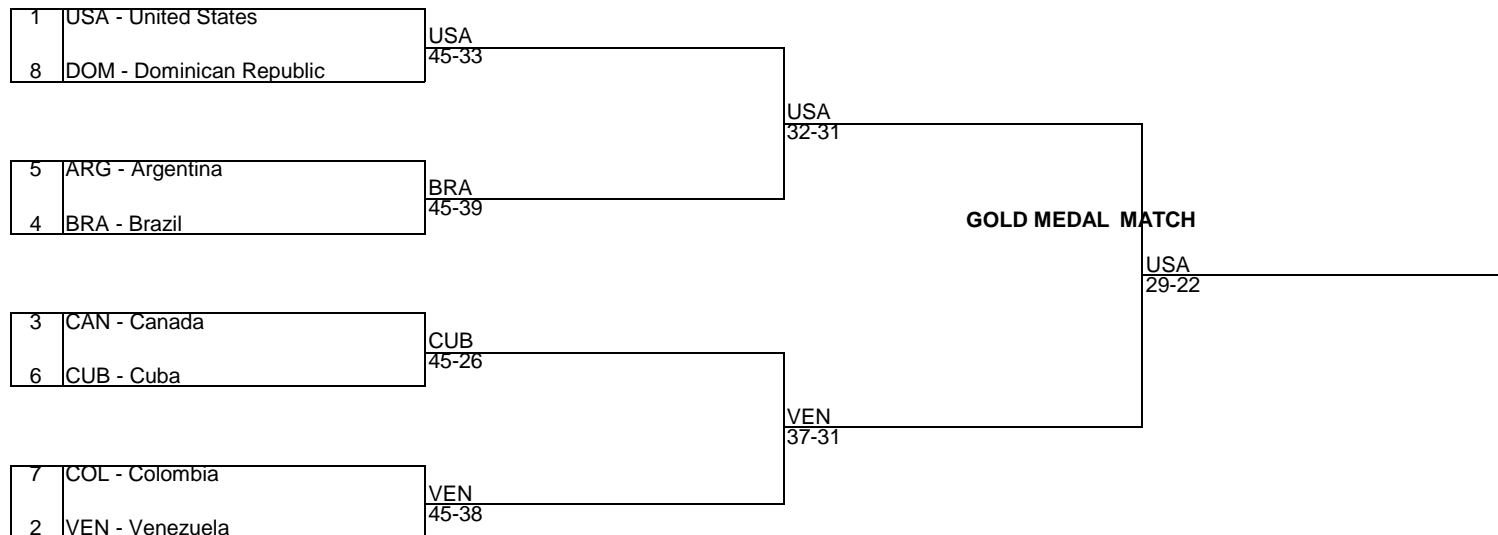 1 USA - United States
USA
45-33
8 DOM - Dominican Republic
USA
32-31
5 ARG - Argentina
BRA
45-39
4 BRA - Brazil
GOLD MEDAL MATCH
USA
29-22
3 CAN - Canada
CUB
45-26
6 CUB - Cuba
VEN
37-31
7 COL - Colombia
VEN
45-38
2 VEN - Venezuela